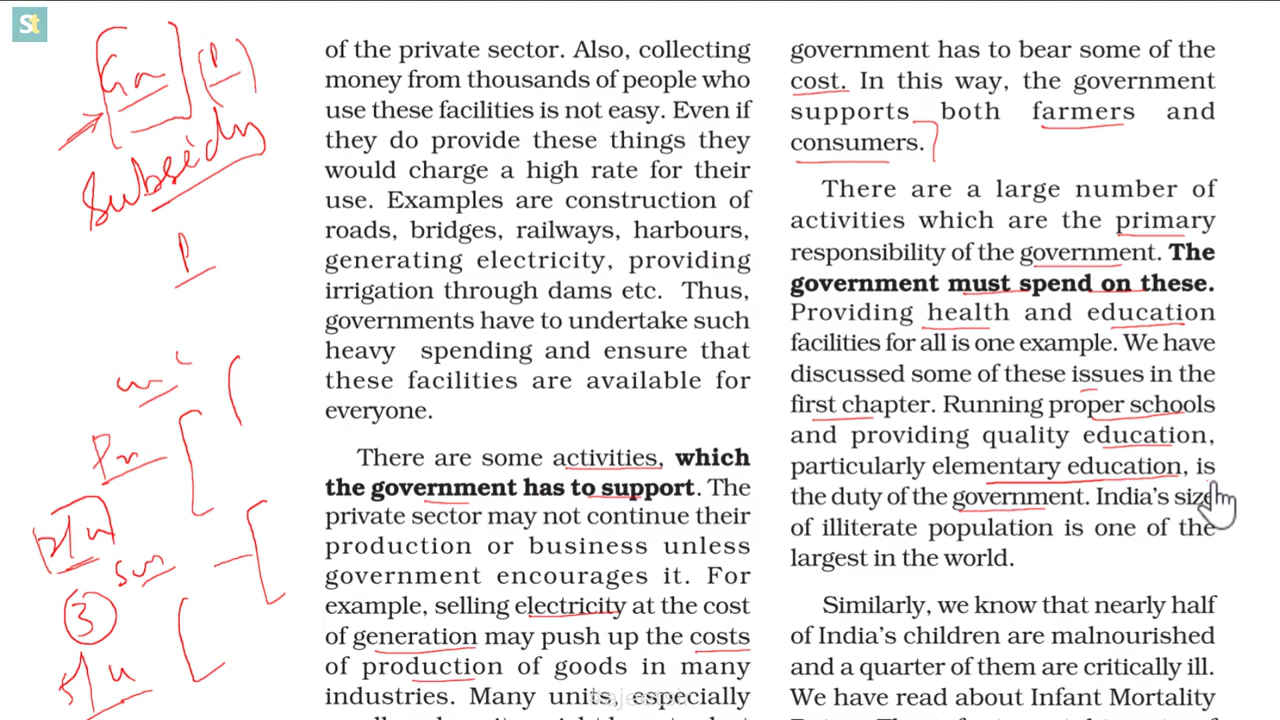 St
Subsidy
P
3
of the private sector. Also, collecting
money from thousands of people who
use these facilities is not easy. Even if
they do provide these things they
would charge a high rate for their
use. Examples are construction of
roads, bridges, railways, harbours,
generating electricity, providing
irrigation through dams etc. Thus,
governments have to undertake such
heavy spending and ensure that
these facilities are available for
everyone.
There are some activities, which
the government has to support. The
private sector may not continue their
production or business unless
government encourages it. For
example, selling electricity at the cost
of generation may push up the costs
of production of goods in many
industries. Many units, especially
government has to bear some of the
cost. In this way, the government
supports both farmers and
consumers.
There are a large number of
activities which are the primary
responsibility of the government. The
government must spend on these.
Providing health and education
facilities for all is one example. We have
discussed some of these issues in the
first chapter. Running proper schools
and providing quality education,
particularly elementary education, is
the duty of the government. India's size
of illiterate population is one of the
largest in the world.
Similarly, we know that nearly half
of India's children are malnourished
and a quarter of them are critically ill.
We have read about Infant Mortality